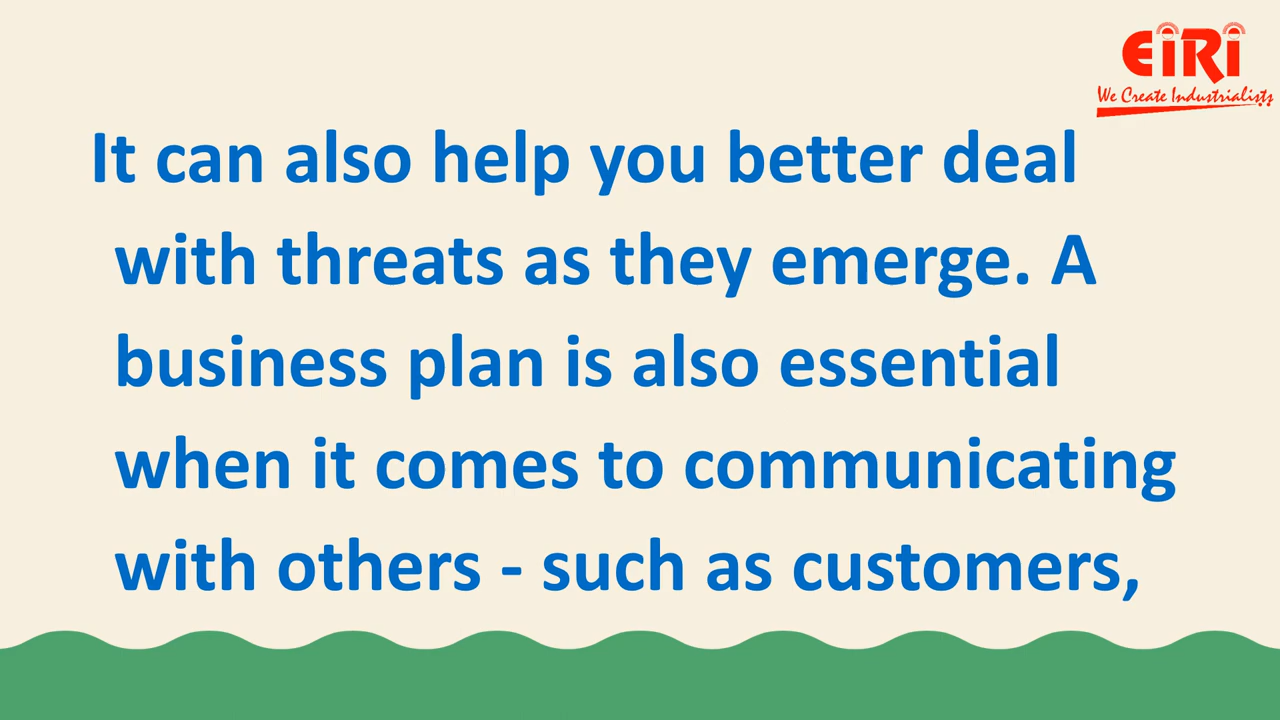 EiRi
We Create Industrialists
It can also help you better deal
with threats as they emerge. A
business plan is also essential
when it comes to communicating
with others - such as customers,